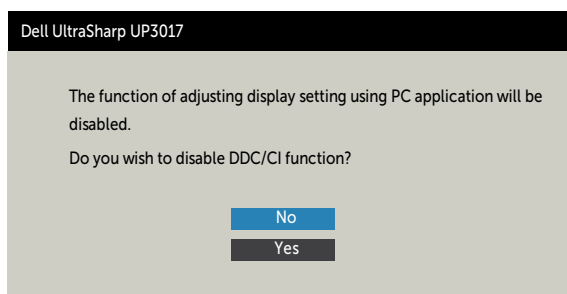 Dell UltraSharp UP3017
The function of adjusting display setting using PC application will be
disabled.
Do you wish to disable DDC/CI function?
No
Yes